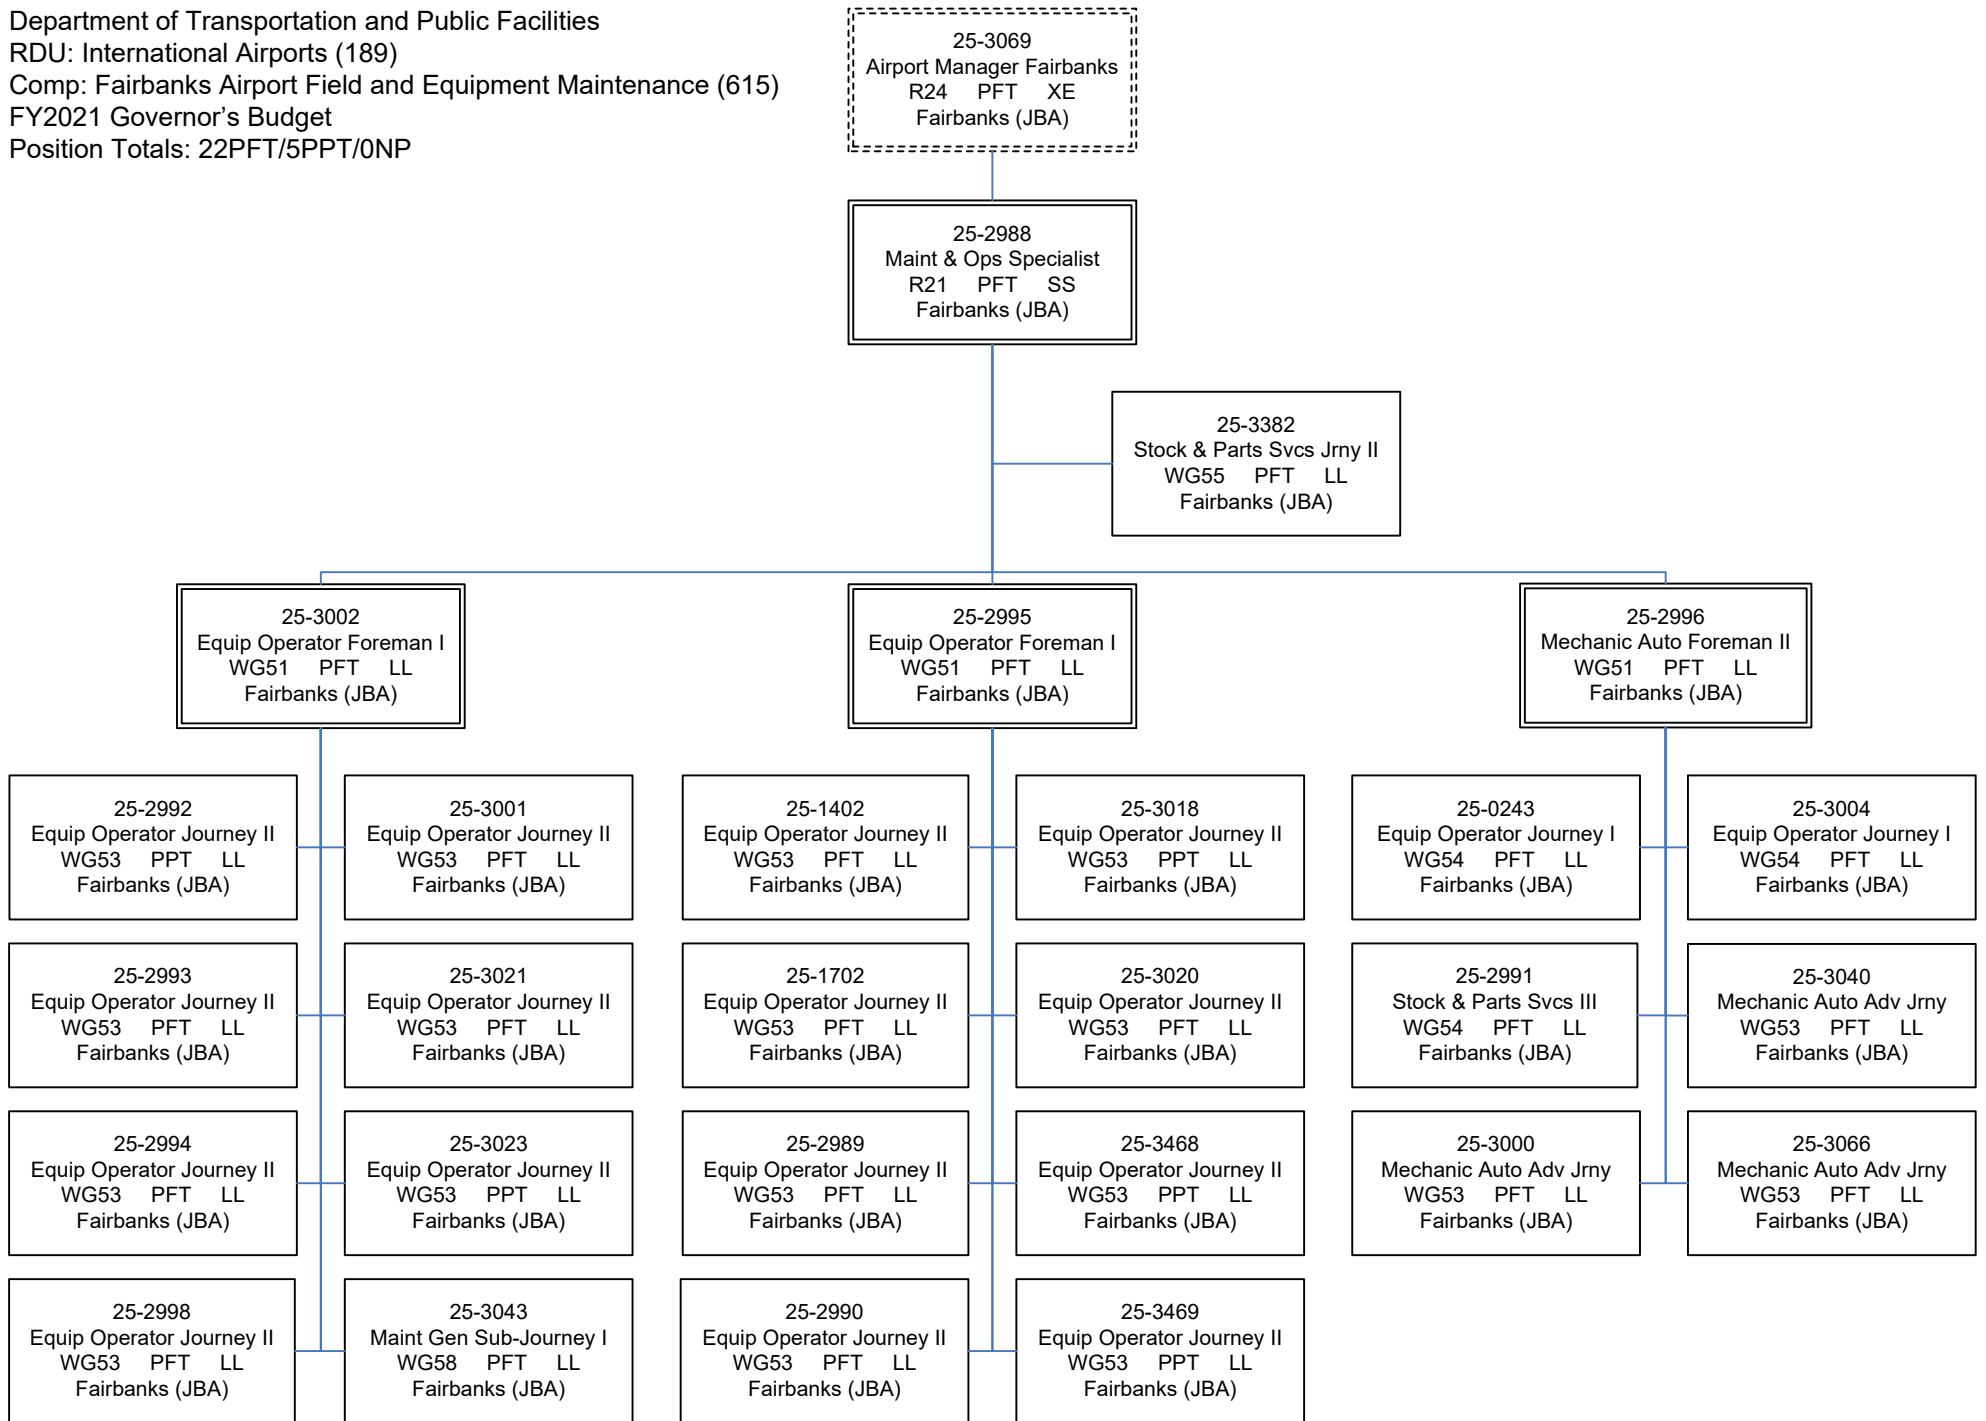 Department of Transportation and Public Facilities
RDU: International Airports (189)
Comp: Fairbanks Airport Field and Equipment Maintenance (615)
FY2021 Governor’s Budget
Position Totals: 22PFT/5PPT/0NP
25-3069
Airport Manager Fairbanks
R24 PFT XE
Fairbanks (JBA)
25-2988
Maint & Ops Specialist
R21 PFT SS
Fairbanks (JBA)
25-3382
Stock & Parts Svcs Jrny II
WG55 PFT LL
Fairbanks (JBA)
25-3002
Equip Operator Foreman I
WG51 PFT LL
Fairbanks (JBA)
25-2995
Equip Operator Foreman I
WG51 PFT LL
Fairbanks (JBA)
25-2996
Mechanic Auto Foreman II
WG51 PFT LL
Fairbanks (JBA)
25-2992
Equip Operator Journey II
WG53 PPT LL
Fairbanks (JBA)
25-3001
Equip Operator Journey II
WG53 PFT LL
Fairbanks (JBA)
25-1402
Equip Operator Journey II
WG53 PFT LL
Fairbanks (JBA)
25-3018
Equip Operator Journey II
WG53 PPT LL
Fairbanks (JBA)
25-0243
Equip Operator Journey I
WG54 PFT LL
Fairbanks (JBA)
25-3004
Equip Operator Journey I
WG54 PFT LL
Fairbanks (JBA)
25-2993
Equip Operator Journey II
WG53 PFT LL
Fairbanks (JBA)
25-3021
Equip Operator Journey II
WG53 PFT LL
Fairbanks (JBA)
25-1702
Equip Operator Journey II
WG53 PFT LL
Fairbanks (JBA)
25-3020
Equip Operator Journey II
WG53 PFT LL
Fairbanks (JBA)
25-2991
Stock & Parts Svcs III
WG54 PFT LL
Fairbanks (JBA)
25-3040
Mechanic Auto Adv Jrny
WG53 PFT LL
Fairbanks (JBA)
25-2994
Equip Operator Journey II
WG53 PFT LL
Fairbanks (JBA)
25-3023
Equip Operator Journey II
WG53 PPT LL
Fairbanks (JBA)
25-2989
Equip Operator Journey II
WG53 PFT LL
Fairbanks (JBA)
25-3468
Equip Operator Journey II
WG53 PPT LL
Fairbanks (JBA)
25-3000
Mechanic Auto Adv Jrny
WG53 PFT LL
Fairbanks (JBA)
25-3066
Mechanic Auto Adv Jrny
WG53 PFT LL
Fairbanks (JBA)
25-2998
Equip Operator Journey II
WG53 PFT LL
Fairbanks (JBA)
25-3043
Maint Gen Sub-Journey I
WG58 PFT LL
Fairbanks (JBA)
25-2990
Equip Operator Journey II
WG53 PFT LL
Fairbanks (JBA)
25-3469
Equip Operator Journey II
WG53 PPT LL
Fairbanks (JBA)